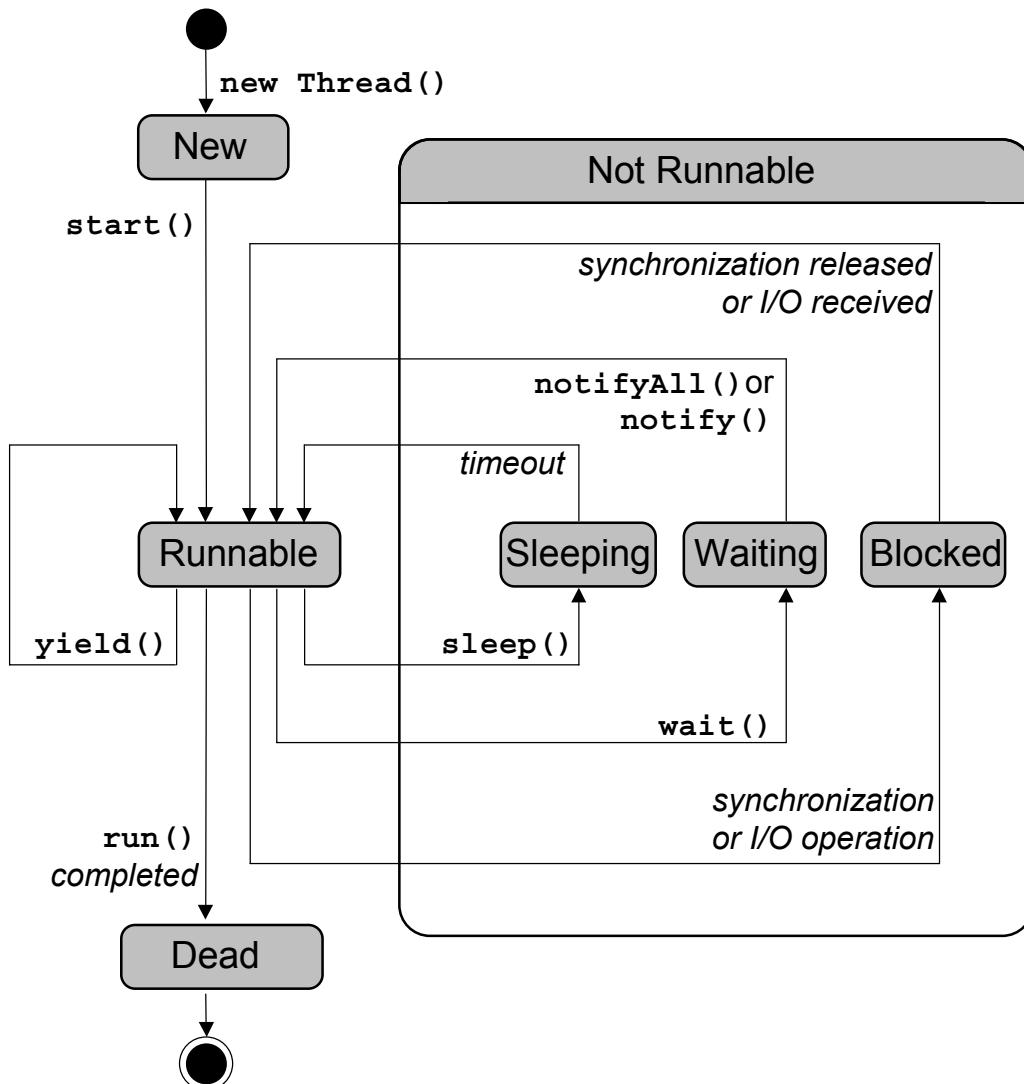 new Thread()
New
Not Runnable
start()
synchronization released
or I/O received
notifyAll() or
notify()
timeout
Runnable
Sleeping
Waiting
Blocked
yield()
sleep()
wait()
synchronization
or I/O operation
run()
completed
Dead